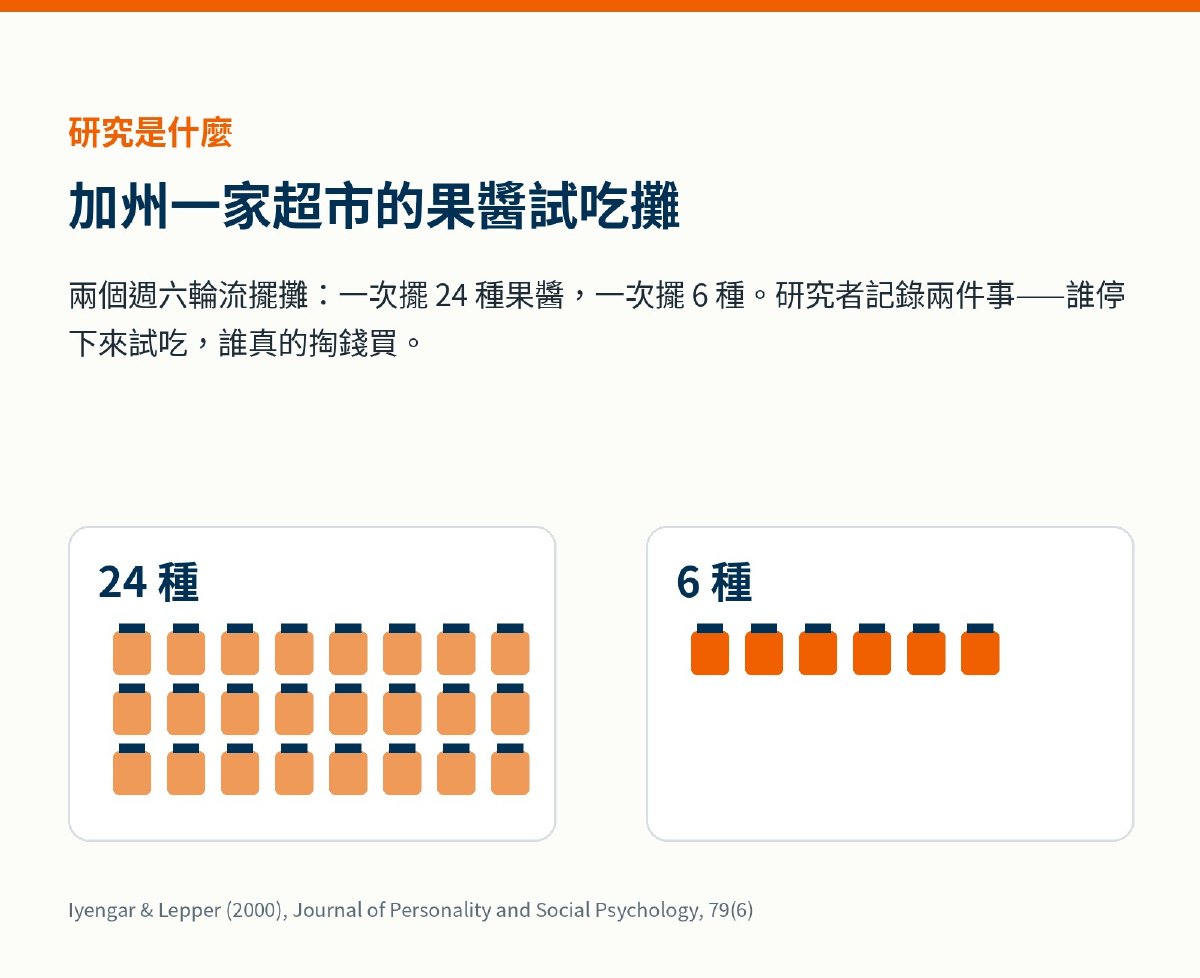 研究是什麼
加州一家超市的果醬試吃攤
兩個週六輪流擺攤：一次擺 24 種果醬，一次擺 6 種。研究者記錄兩件事——誰停
下來試吃，誰真的掏錢買。
24 種
6 種
Iyengar & Lepper (2000), Journal of Personality and Social Psychology, 79(6)